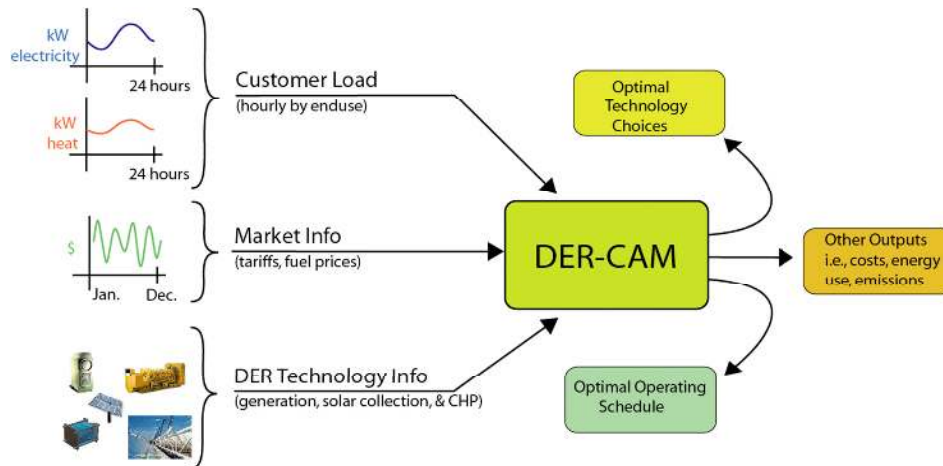 kW
electricity
24 hours
kW
heat
24 hours
Customer Load
(hourly by enduse)
$
Jan.
Dec.
Market Info
(tariffs, fuel prices)
DER Technology Info
(generation, solar collection, & CHP)
DER-CAM
Optimal
Technology
Choices
Other Outputs
i.e., costs, energy
use, emissions
Optimal Operating
Schedule